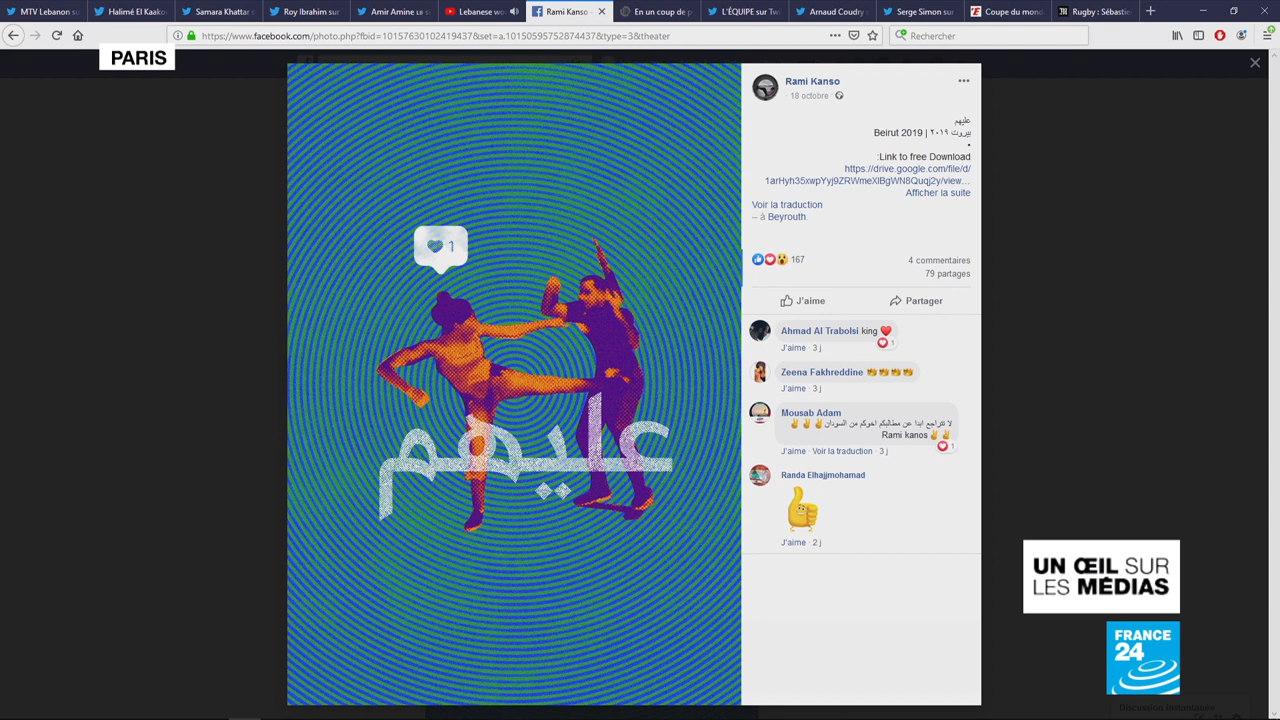 MTV Lebanon su
Halimé El Kaako
Samara Khattar s
Roy Ibrahim sur
Amir Amine
Lebanese wo
Rami Kanso -
En un coup de p
L'ÉQUIPE sur Tw
Arnaud Coudry s
Serge Simon sur
Coupe du mond
Rugby : Sébastie
https://www.facebook.com/photo.php?fbid=10157630102419437&set=a.10150595752874437&type=3&theater
Rechercher
PARIS
1
عليهم
Rami Kanso
18 octobre
عليهم
Beirut 2019 | بيروت ٢٠١٩
•
Link to free Download:
https://drive.google.com/file/d/
1arHyh35xwpYyj9ZRWmeXlBgWN8Quqj2y/view...
Afficher la suite
Voir la traduction
– à Beyrouth.
167
4 commentaires
79 partages
J'aime
Partager
Ahmad Al Trabolsi king ❤️
1
J'aime · 3 j
Zeena Fakhreddine 👏👏👏👏
J'aime · 3 j
Mousab Adam
لا تتراجع ابدا عن مطالبكم اخوكم من السودان✌✌✌
✌✌ Rami kanos
1
J'aime · Voir la traduction · 3 j
Randa Elhajjmohamad
J'aime · 2 j
UN ŒIL SUR
LES MÉDIAS
FRANCE
24
Discussion instantanée